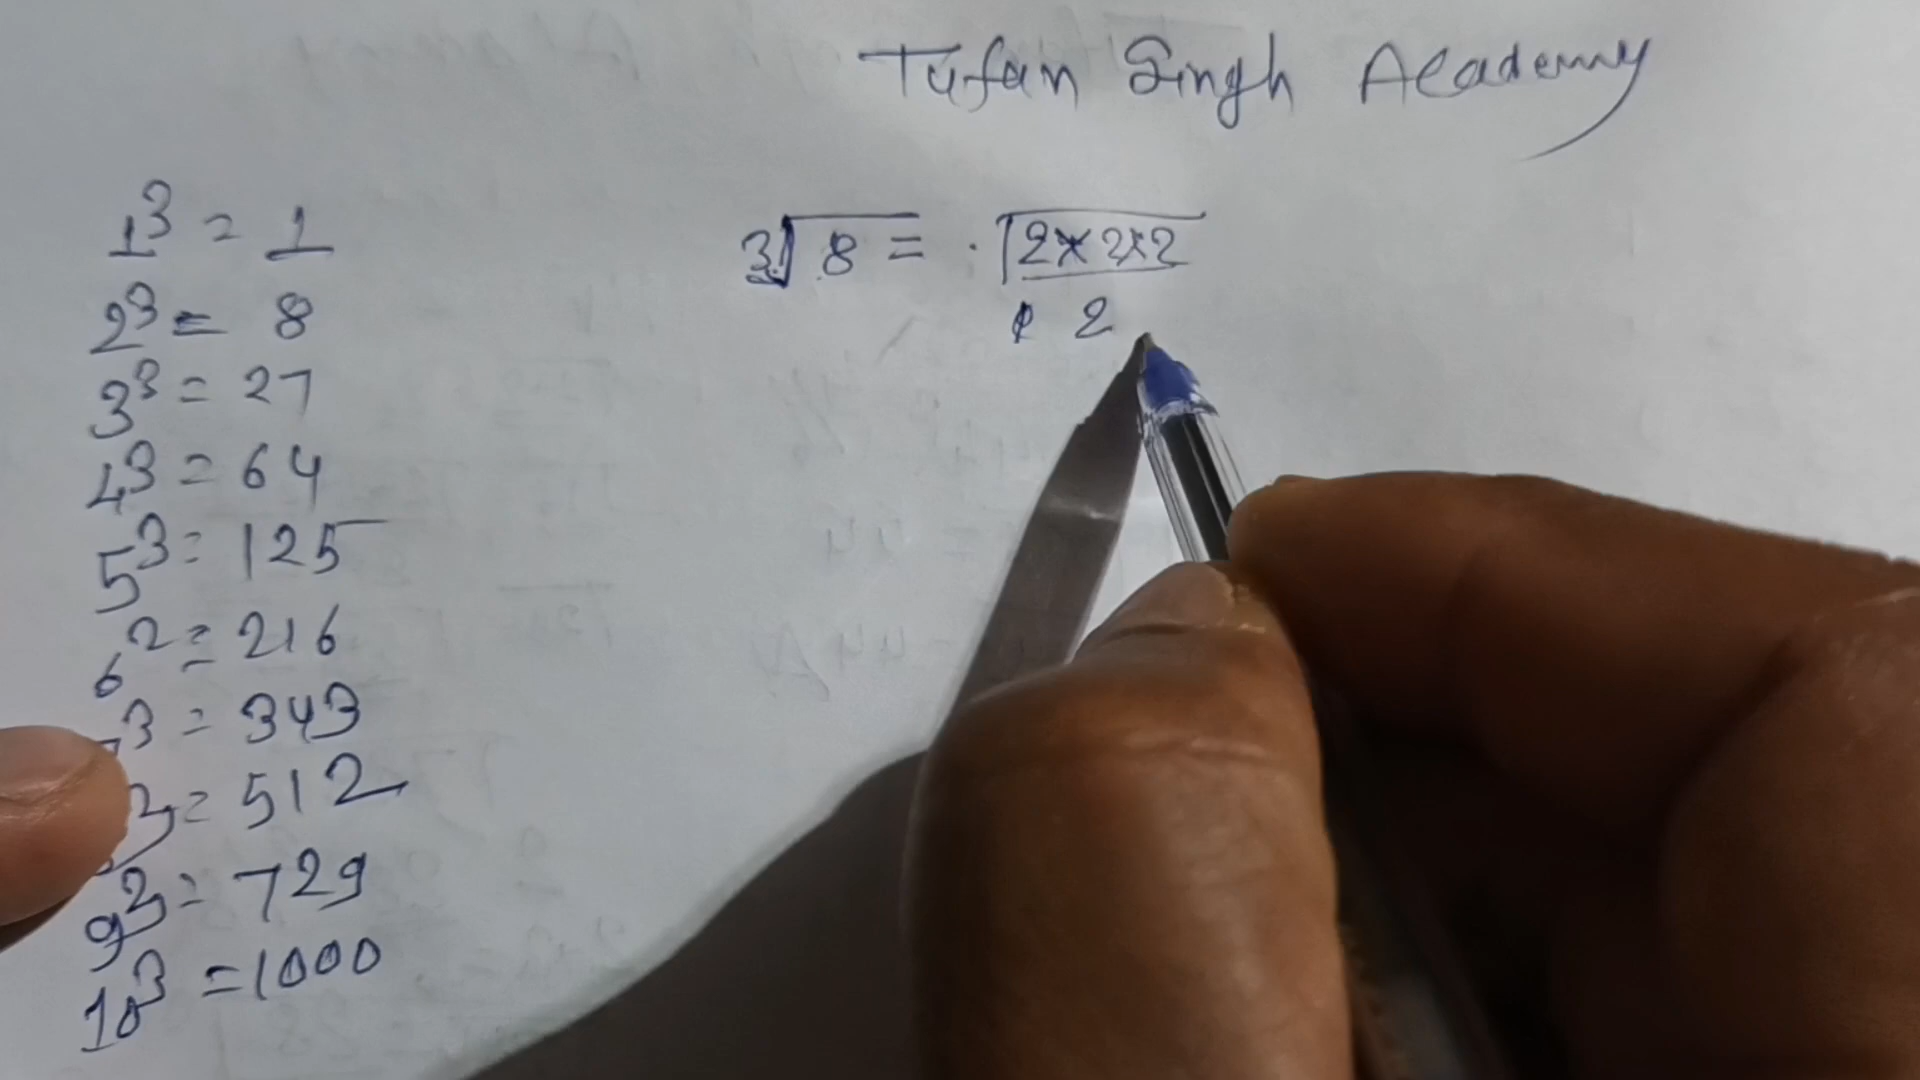 Tufan Singh Academy
1³ = 1
2³ = 8
3³ = 27
4³ = 64
5³ = 125
6² = 216
³ = 343
= 512
9³ = 729
10³ = 1000
3√8 = . √2×2×2
2